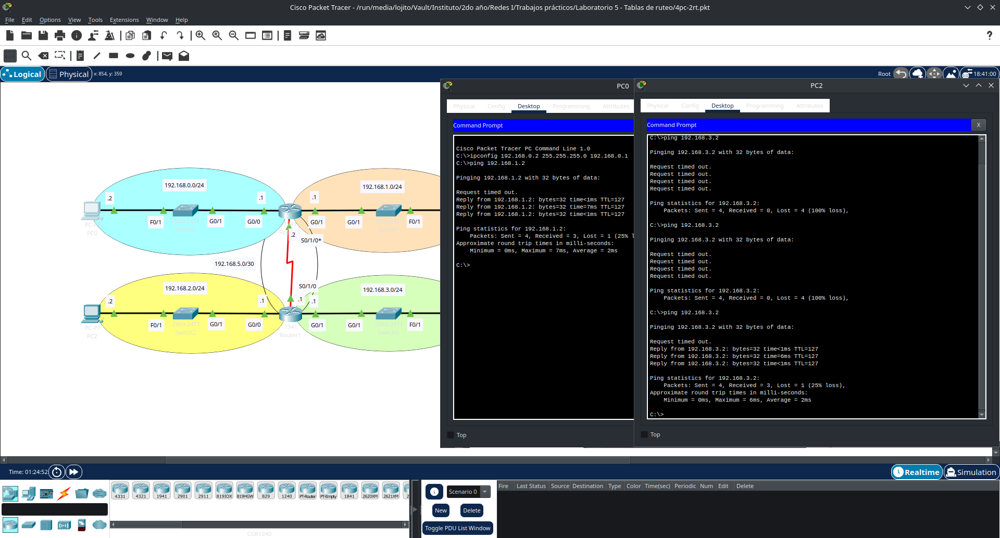 Cisco Packet Tracer - /run/media/lojito/Vault/Instituto/2do año/Redes I/Trabajos prácticos/Laboratorio 5 - Tablas de ruteo/4pc-2rt.pkt
File Edit Options View Tools Extensions Window Help
?
Logical Physical x: 854, y: 359
Root 18:41:00
192.168.0.0/24
.2
.1
F0/1
G0/1
G0/0
PC0
2960-24TT
Switch0
192.168.1.0/24
.1
G0/1
G0/1
F0/1
2960-24TT
Switch1
.2
S0/1/0*
192.168.5.0/30
S0/1/0
.1
192.168.2.0/24
.2
.1
F0/1
G0/1
G0/0
PC-PT
PC2
2960-24TT
Switch2
1941
Router1
192.168.3.0/24
.1
G0/1
G0/1
F0/1
2960-24TT
Switch3
PC0
Physical Config Desktop Programming Attributes
Command Prompt
Cisco Packet Tracer PC Command Line 1.0
C:\>ipconfig 192.168.0.2 255.255.255.0 192.168.0.1
C:\>ping 192.168.1.2
Pinging 192.168.1.2 with 32 bytes of data:
Request timed out.
Reply from 192.168.1.2: bytes=32 time<1ms TTL=127
Reply from 192.168.1.2: bytes=32 time=7ms TTL=127
Reply from 192.168.1.2: bytes=32 time<1ms TTL=127
Ping statistics for 192.168.1.2:
Packets: Sent = 4, Received = 3, Lost = 1 (25% l
Approximate round trip times in milli-seconds:
Minimum = 0ms, Maximum = 7ms, Average = 2ms
C:\>
Top
PC2
Physical Config Desktop Programming Attributes
Command Prompt
X
C:\>ping 192.168.3.2
Pinging 192.168.3.2 with 32 bytes of data:
Request timed out.
Request timed out.
Request timed out.
Request timed out.
Ping statistics for 192.168.3.2:
Packets: Sent = 4, Received = 0, Lost = 4 (100% loss),
C:\>ping 192.168.3.2
Pinging 192.168.3.2 with 32 bytes of data:
Request timed out.
Request timed out.
Request timed out.
Request timed out.
Ping statistics for 192.168.3.2:
Packets: Sent = 4, Received = 0, Lost = 4 (100% loss),
C:\>ping 192.168.3.2
Pinging 192.168.3.2 with 32 bytes of data:
Request timed out.
Reply from 192.168.3.2: bytes=32 time<1ms TTL=127
Reply from 192.168.3.2: bytes=32 time=6ms TTL=127
Reply from 192.168.3.2: bytes=32 time<1ms TTL=127
Ping statistics for 192.168.3.2:
Packets: Sent = 4, Received = 3, Lost = 1 (25% loss),
Approximate round trip times in milli-seconds:
Minimum = 0ms, Maximum = 6ms, Average = 2ms
C:\>
Top
Time: 01:24:52
Realtime Simulation
4331 4321 1941 2901 2911 819IOX 819HGW 829 1240 PT-Router PT-Empty 1841 2620XM 2621XM 2
CGR1240
Scenario 0
New Delete
Toggle PDU List Window
Fire Last Status Source Destination Type Color Time(sec) Periodic Num Edit Delete